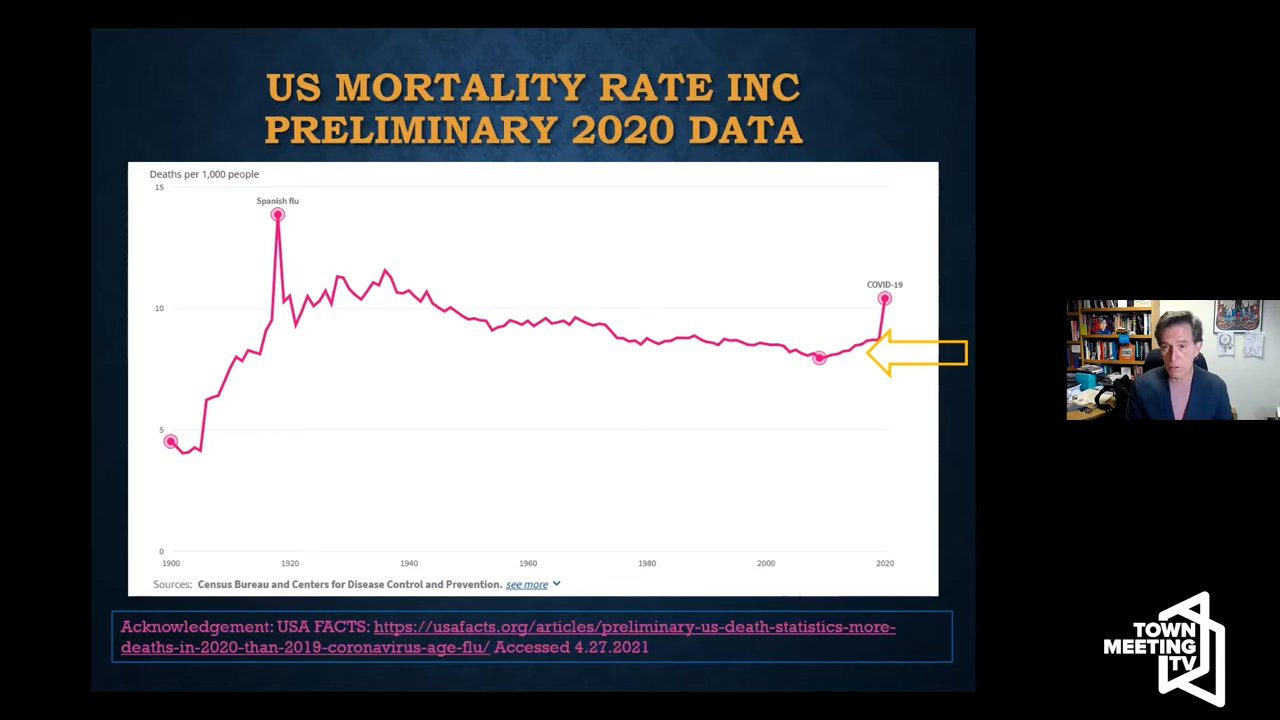 US MORTALITY RATE INC
PRELIMINARY 2020 DATA
Deaths per 1,000 people
15
Spanish flu
COVID-19
10
5
0
1900 1920 1940 1960 1980 2000 2020
Sources: Census Bureau and Centers for Disease Control and Prevention. see more
Acknowledgement: USA FACTS: https://usafacts.org/articles/preliminary-us-death-statistics-more-
deaths-in-2020-than-2019-coronavirus-age-flu/ Accessed 4.27.2021
TOWN
MEETING
TV